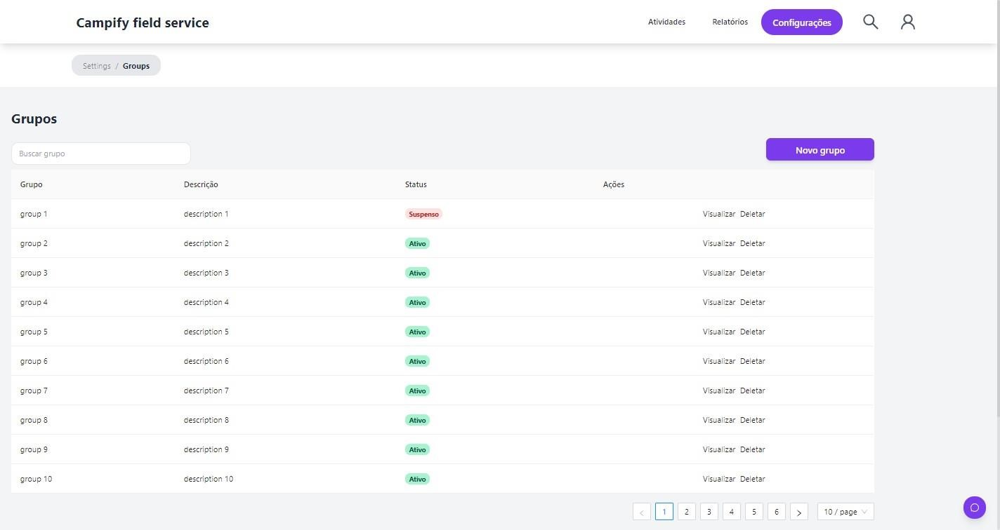 Campify field service Atividades Relatórios Configurações
Settings / Groups
Grupos
Buscar grupo Novo grupo
Grupo Descrição Status Ações
group 1 description 1 Suspenso Visualizar Deletar
group 2 description 2 Ativo Visualizar Deletar
group 3 description 3 Ativo Visualizar Deletar
group 4 description 4 Ativo Visualizar Deletar
group 5 description 5 Ativo Visualizar Deletar
group 6 description 6 Ativo Visualizar Deletar
group 7 description 7 Ativo Visualizar Deletar
group 8 description 8 Ativo Visualizar Deletar
group 9 description 9 Ativo Visualizar Deletar
group 10 description 10 Ativo Visualizar Deletar
< 1 2 3 4 5 6 > 10 / page